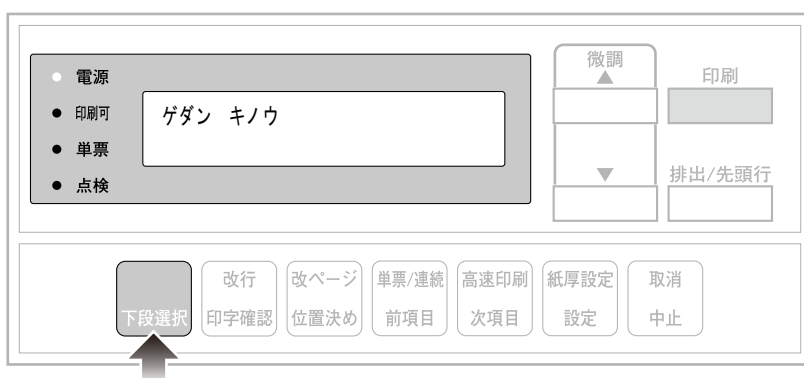 電源
印刷可
単票
点検
ゲダン キノウ
微調
▲
▼
印刷
排出/先頭行
下段選択
改行
印字確認
改ページ
位置決め
単票/連続
前項目
高速印刷
次項目
紙厚設定
設定
取消
中止